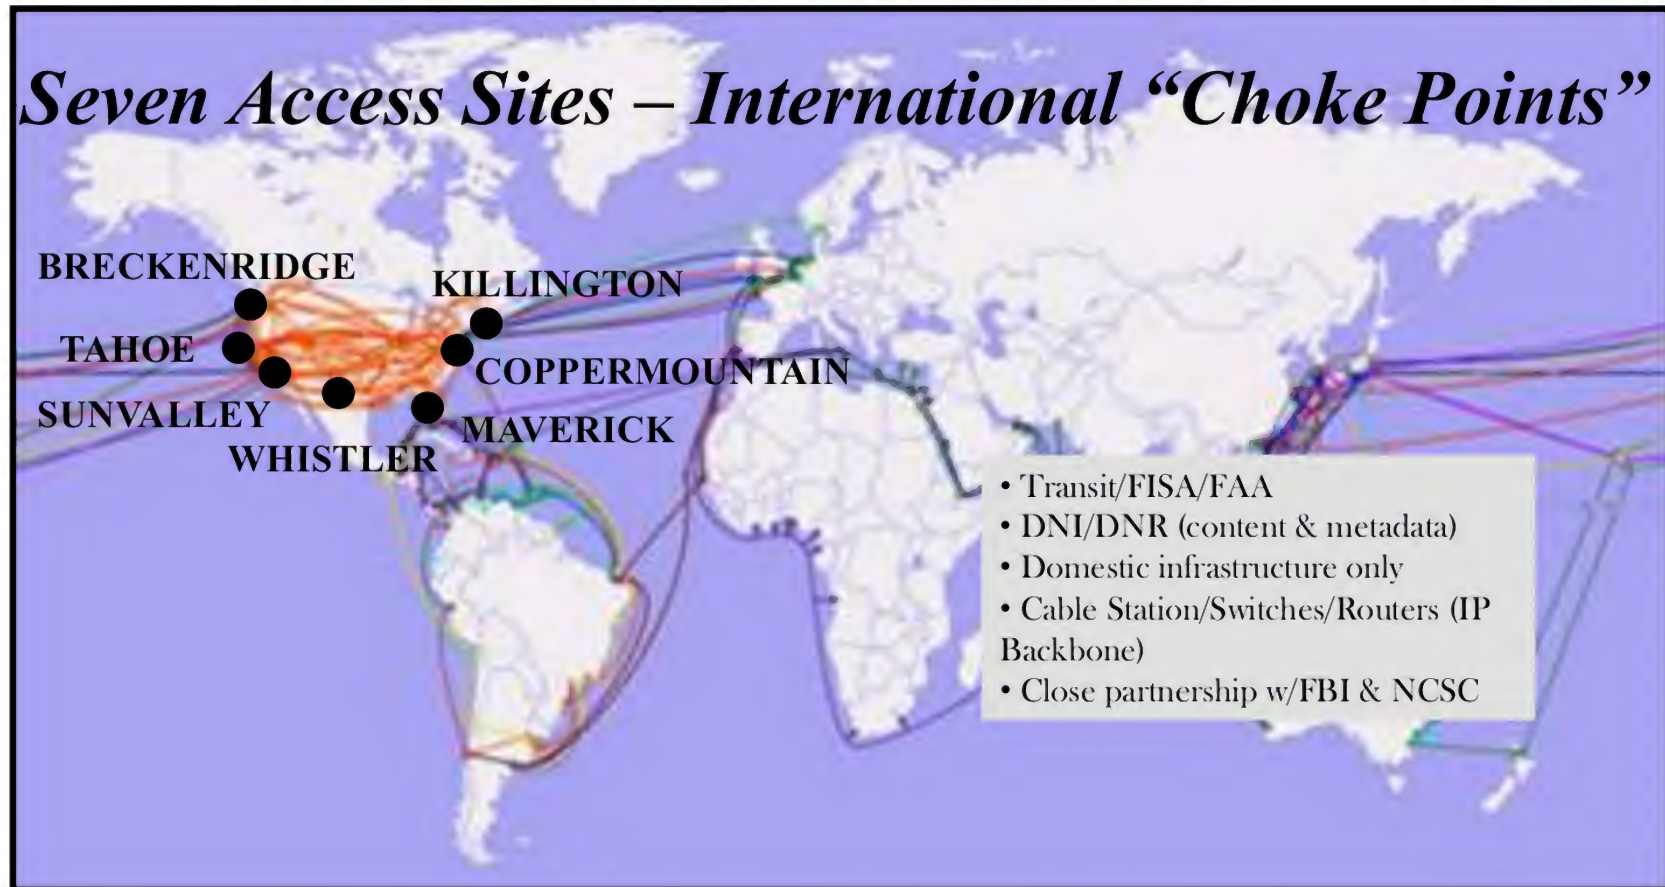 Seven Access Sites – International “Choke Points”
BRECKENRIDGE
KILLINGTON
TAHOE
COPPERMOUNTAIN
SUNVALLEY
MAVERICK
WHISTLER
• Transit/FISA/FAA
• DNI/DNR (content & metadata)
• Domestic infrastructure only
• Cable Station/Switches/Routers (IP
Backbone)
• Close partnership w/FBI & NCSC